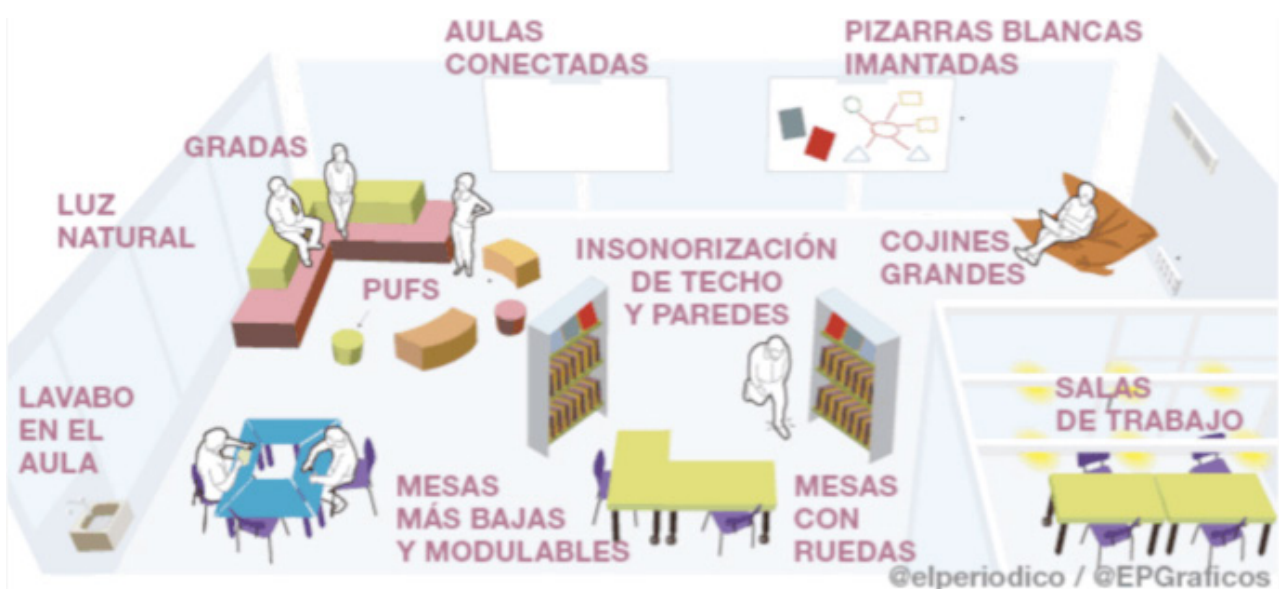 AULAS
CONECTADAS
PIZARRAS BLANCAS
IMANTADAS
GRADAS
LUZ
NATURAL
PUFS
INSONORIZACIÓN
DE TECHO
Y PAREDES
COJINES
GRANDES
LAVABO
EN EL
AULA
MESAS
MÁS BAJAS
Y MODULABLES
MESAS
CON
RUEDAS
SALAS
DE TRABAJO
@elperiodico / @EPGraficos